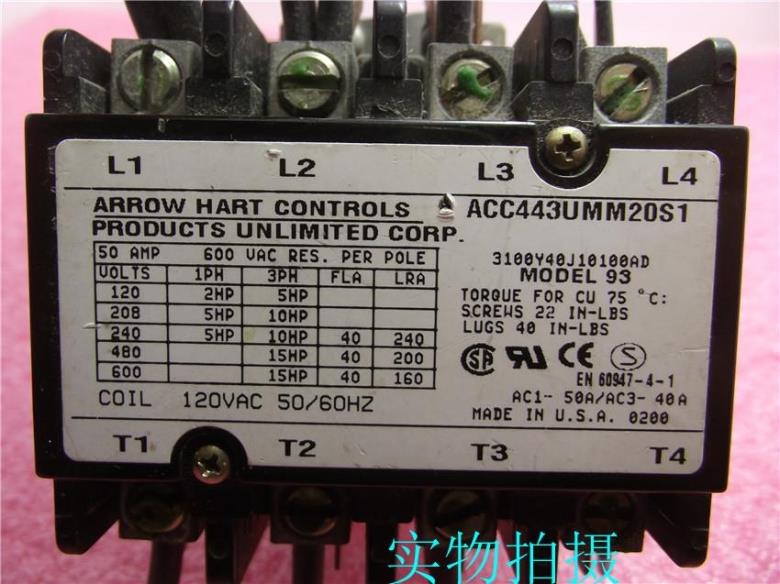 L1 L2 L3 L4
ARROW HART CONTROLS ACC443UMM20S1
PRODUCTS UNLIMITED CORP.
3100Y40J10100AD
MODEL 93
50 AMP 600 VAC RES. PER POLE
VOLTS 1PH 3PH FLA LRA
120 2HP 5HP
208 5HP 10HP
240 5HP 10HP 40 240
480 15HP 40 200
600 15HP 40 160
COIL 120VAC 50/60HZ
TORQUE FOR CU 75 °C:
SCREWS 22 IN-LBS
LUGS 40 IN-LBS
SA RU CE S
EN 60947-4-1
AC1- 50A/AC3- 40A
MADE IN U.S.A. 0200
T1 T2 T3 T4
实物拍摄